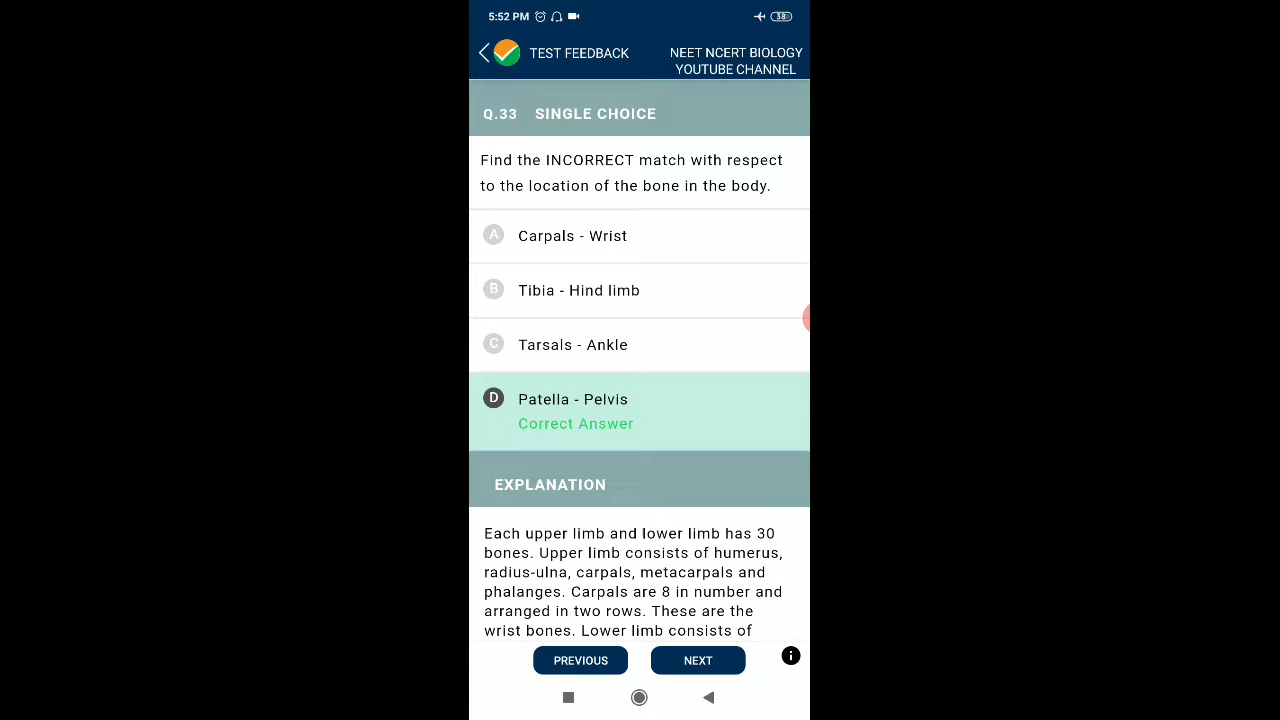 5:52 PM
38
TEST FEEDBACK
NEET NCERT BIOLOGY
YOUTUBE CHANNEL
Q.33 SINGLE CHOICE
Find the INCORRECT match with respect
to the location of the bone in the body.
A Carpals - Wrist
B Tibia - Hind limb
C Tarsals - Ankle
D Patella - Pelvis
Correct Answer
EXPLANATION
Each upper limb and lower limb has 30
bones. Upper limb consists of humerus,
radius-ulna, carpals, metacarpals and
phalanges. Carpals are 8 in number and
arranged in two rows. These are the
wrist bones. Lower limb consists of
PREVIOUS
NEXT